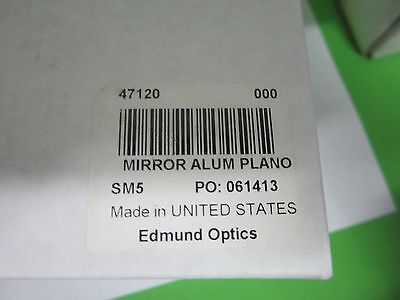 47120 000
MIRROR ALUM PLANO
SM5 PO: 061413
Made in UNITED STATES
Edmund Optics